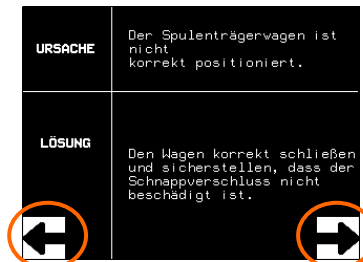 URSACHE
Der Spulenträgerwagen ist
nicht
korrekt positioniert.
LÖSUNG
Den Wagen korrekt schließen
und sicherstellen, dass der
Schnappverschluss nicht
beschädigt ist.